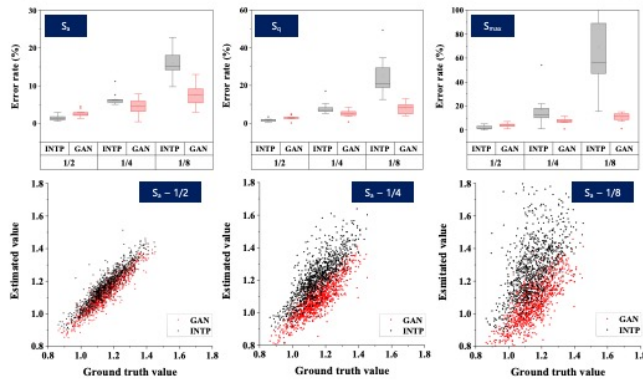 Sa
Sq
Smax
Error rate (%)
30
20
10
0
INTP GAN INTP GAN INTP GAN
1/2 1/4 1/8
Error rate (%)
60
40
20
0
INTP GAN INTP GAN INTP GAN
1/2 1/4 1/8
Error rate (%)
100
80
60
40
20
0
INTP GAN INTP GAN INTP GAN
1/2 1/4 1/8
Sa – 1/2
Estimated value
1.8
1.6
1.4
1.2
1.0
0.8
GAN
INTP
0.8 1.0 1.2 1.4 1.6 1.8
Ground truth value
Sa – 1/4
Estimated value
1.8
1.6
1.4
1.2
1.0
0.8
GAN
INTP
0.8 1.0 1.2 1.4 1.6 1.8
Ground truth value
Sa – 1/8
Esmitated value
1.8
1.6
1.4
1.2
1.0
0.8
GAN
INTP
0.8 1.0 1.2 1.4 1.6 1.8
Ground truth value